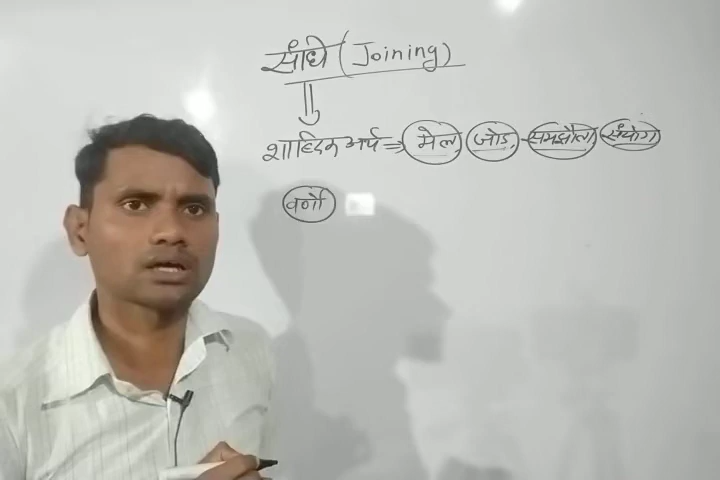 संधि (Joining)
शाब्दिक अर्थ ⇒ मेल, जोड़, समझौता, संयोग
वर्णो